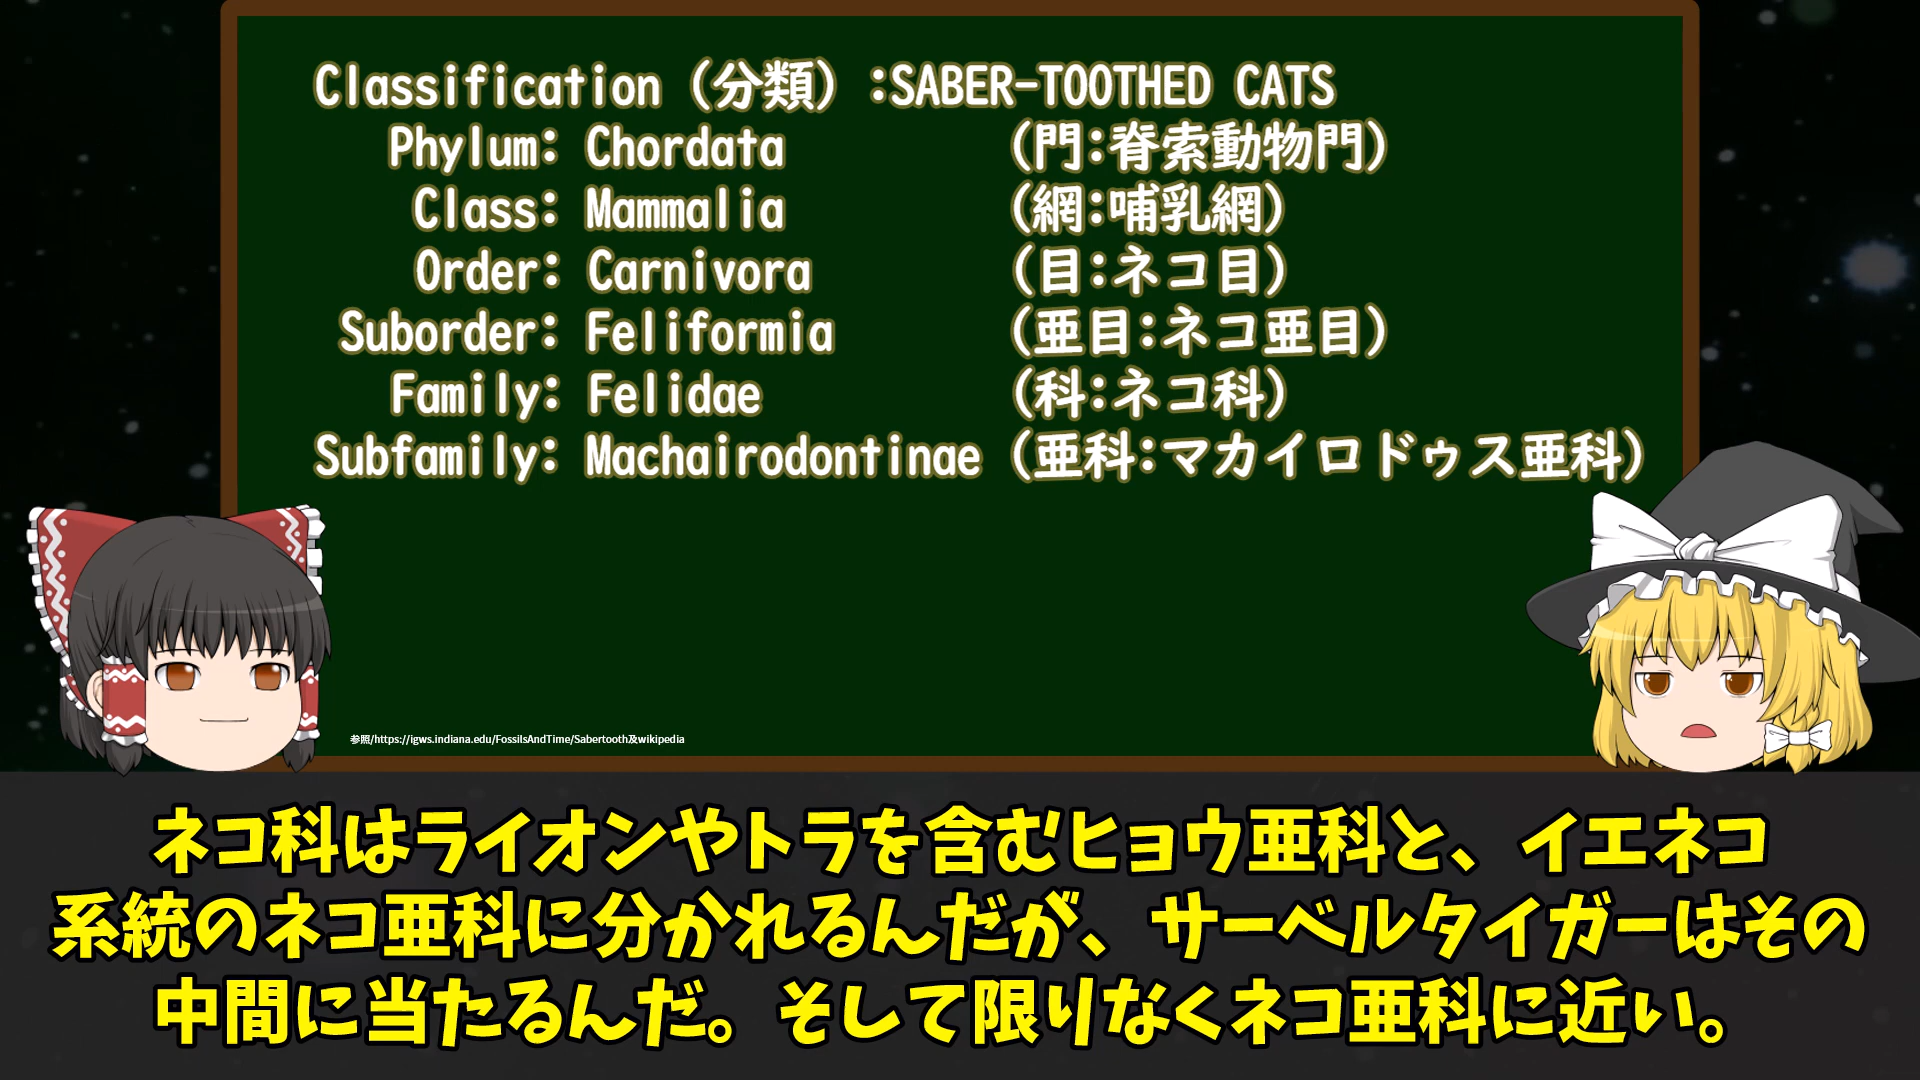 Classification (分類) :SABER-TOOTHED CATS
Phylum: Chordata (門:脊索動物門)
Class: Mammalia (網:哺乳網)
Order: Carnivora (目:ネコ目)
Suborder: Feliformia (亜目:ネコ亜目)
Family: Felidae (科:ネコ科)
Subfamily: Machairodontinae (亜科:マカイロドゥス亜科)
参照/https://igws.indiana.edu/FossilsAndTime/Sabertooth及wikipedia
ネコ科はライオンやトラを含むヒョウ亜科と、イエネコ
系統のネコ亜科に分かれるんだが、サーベルタイガーはその
中間に当たるんだ。そして限りなくネコ亜科に近い。